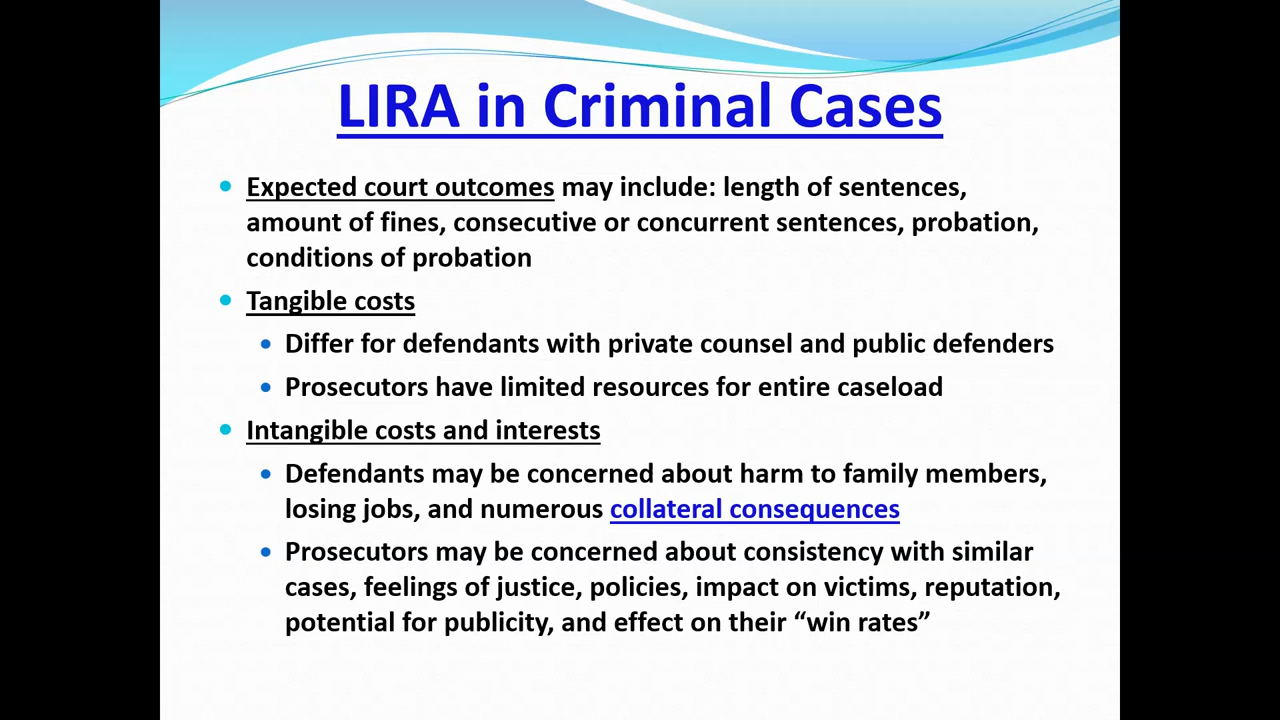 LIRA in Criminal Cases
• Expected court outcomes may include: length of sentences,
amount of fines, consecutive or concurrent sentences, probation,
conditions of probation
• Tangible costs
• Differ for defendants with private counsel and public defenders
• Prosecutors have limited resources for entire caseload
• Intangible costs and interests
• Defendants may be concerned about harm to family members,
losing jobs, and numerous collateral consequences
• Prosecutors may be concerned about consistency with similar
cases, feelings of justice, policies, impact on victims, reputation,
potential for publicity, and effect on their “win rates”